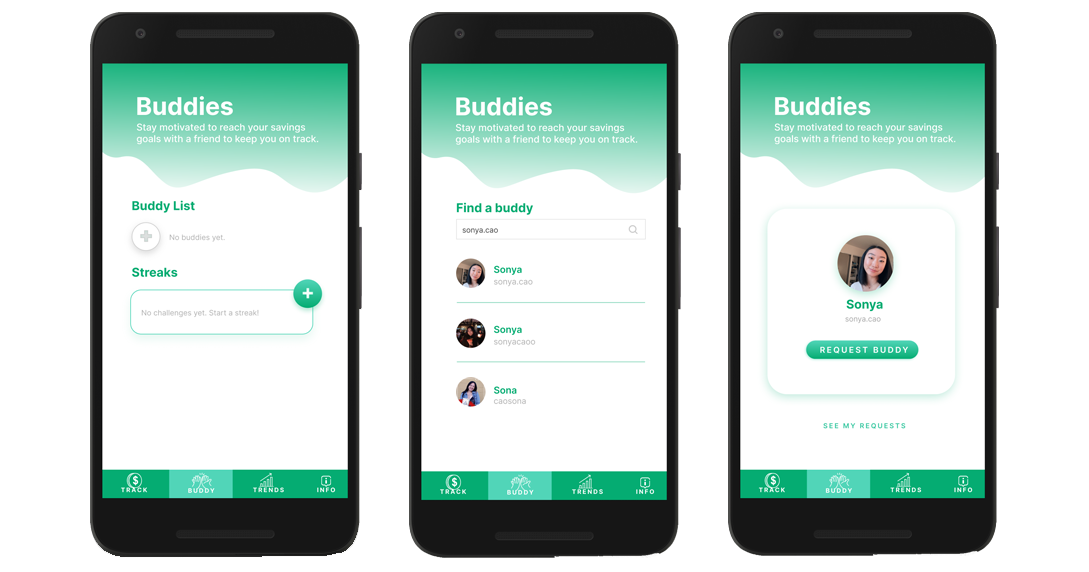 Buddies
Stay motivated to reach your savings
goals with a friend to keep you on track.
Buddy List
No buddies yet.
Streaks
No challenges yet. Start a streak!
TRACK
BUDDY
TRENDS
INFO
Buddies
Stay motivated to reach your savings
goals with a friend to keep you on track.
Find a buddy
sonya.cao
Sonya
sonya.cao
Sonya
sonyacaoo
Sona
caosona
TRACK
BUDDY
TRENDS
INFO
Buddies
Stay motivated to reach your savings
goals with a friend to keep you on track.
Sonya
sonya.cao
REQUEST BUDDY
SEE MY REQUESTS
TRACK
BUDDY
TRENDS
INFO